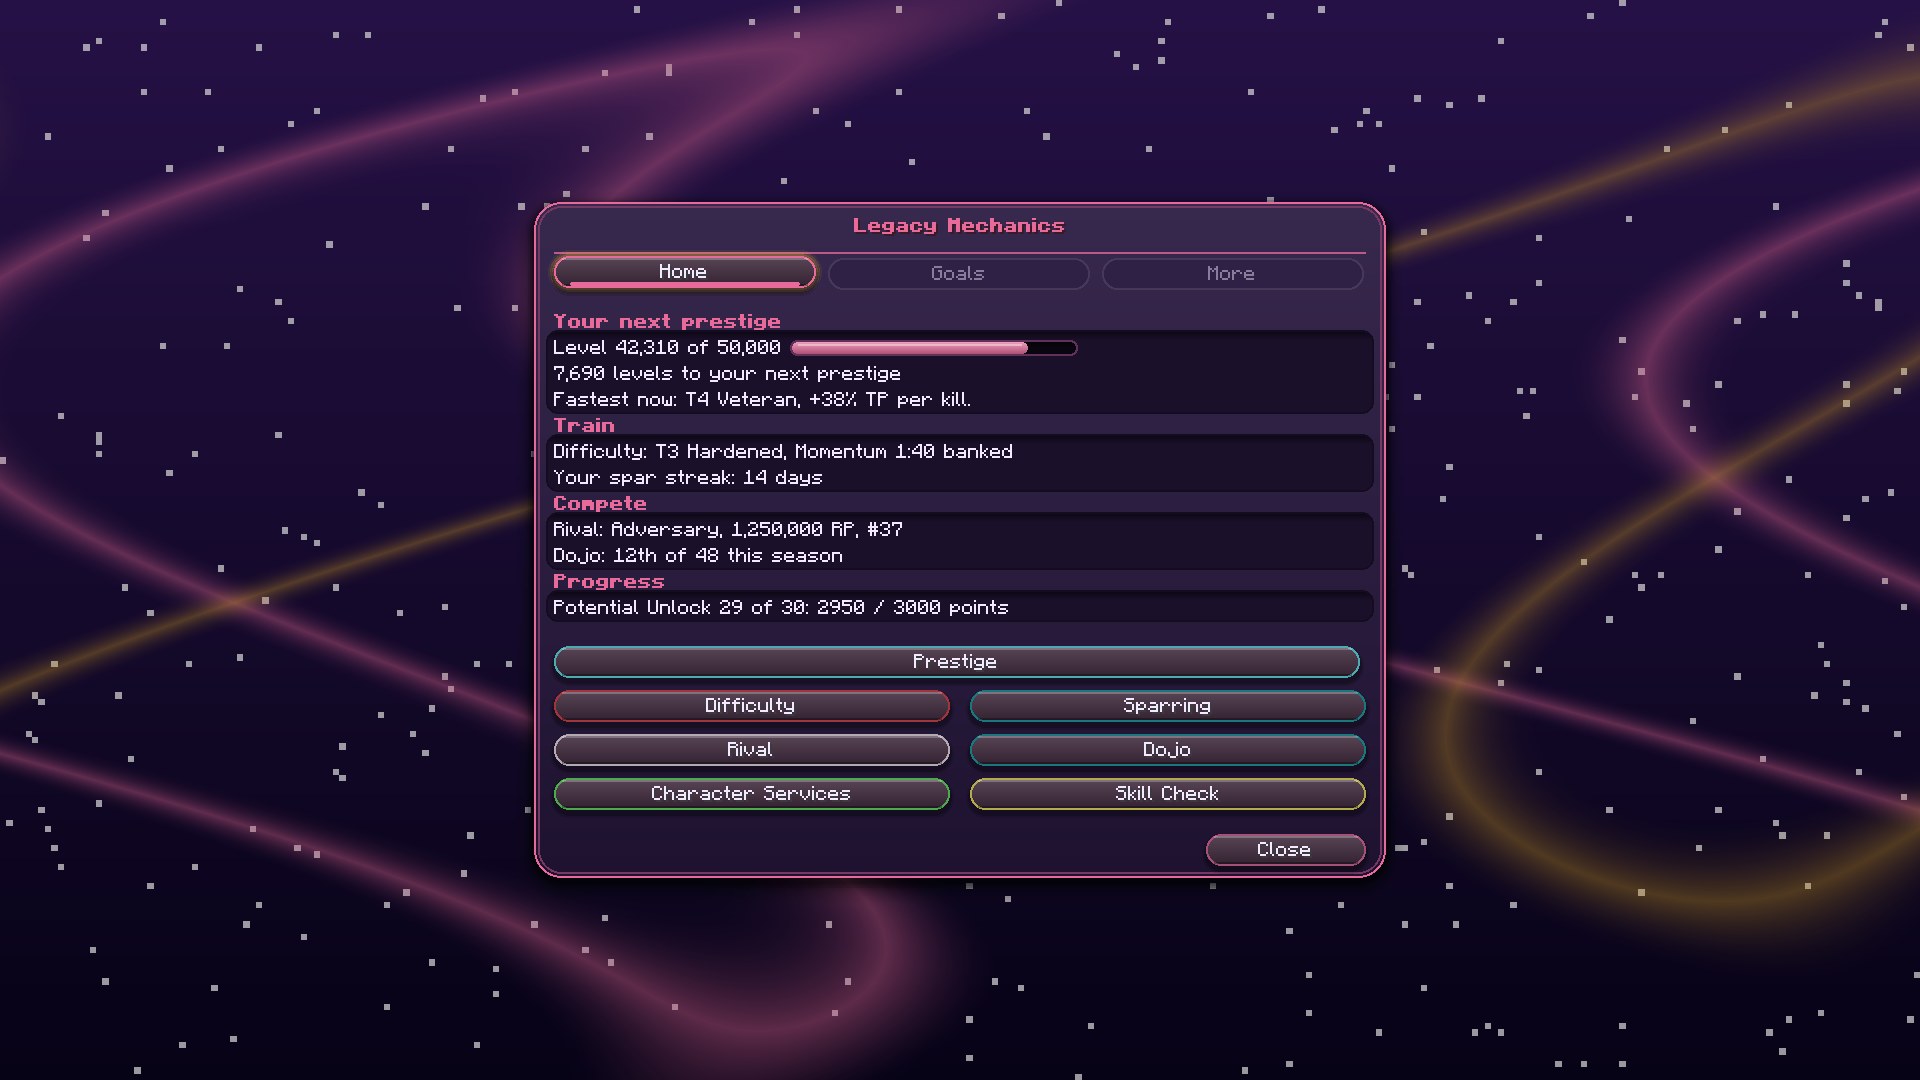 Legacy Mechanics
Home
Goals
More
Your next prestige
Level 42,310 of 50,000
7,690 levels to your next prestige
Fastest now: T4 Veteran, +38% TP per kill.
Train
Difficulty: T3 Hardened, Momentum 1:40 banked
Your spar streak: 14 days
Compete
Rival: Adversary, 1,250,000 RP, #37
Dojo: 12th of 48 this season
Progress
Potential Unlock 29 of 30: 2950 / 3000 points
Prestige
Difficulty
Sparring
Rival
Dojo
Character Services
Skill Check
Close